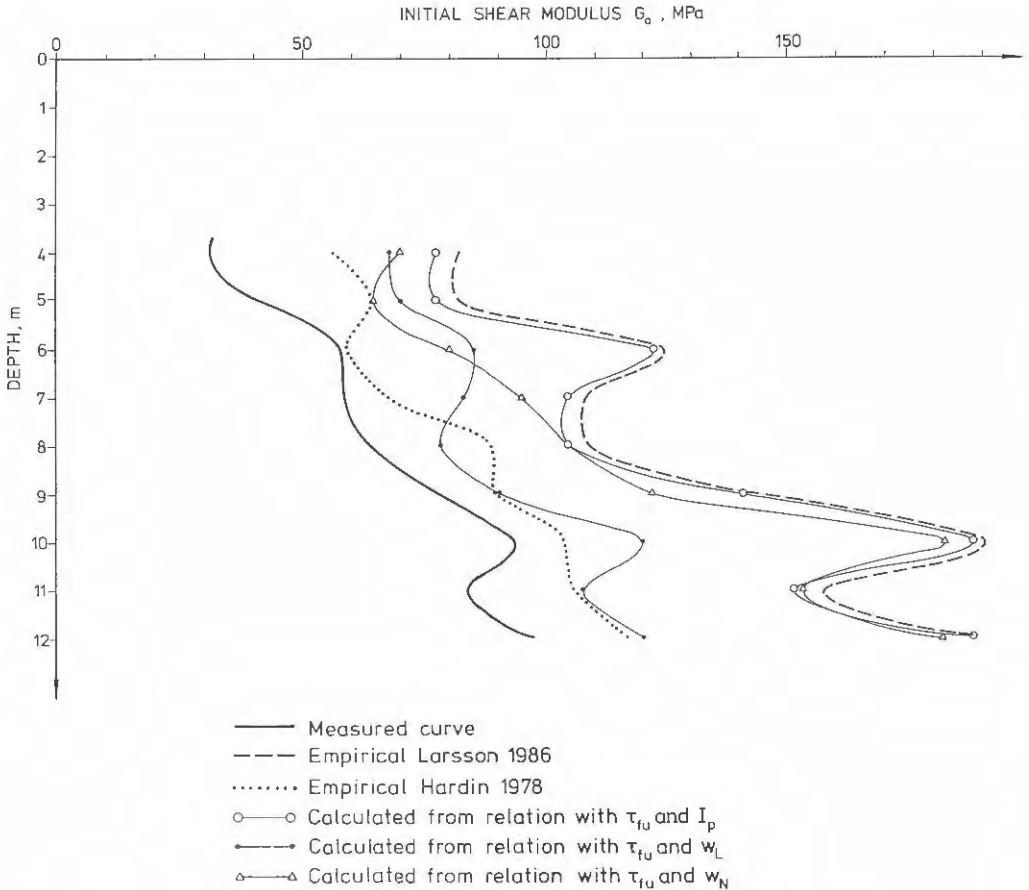 INITIAL SHEAR MODULUS Gₒ , MPa
0 50 100 150
0
1
2
3
4
5
6
7
8
9
10
11
12
DEPTH, m
Measured curve
Empirical Larsson 1986
Empirical Hardin 1978
Calculated from relation with τfu and Ip
Calculated from relation with τfu and wL
Calculated from relation with τfu and wN